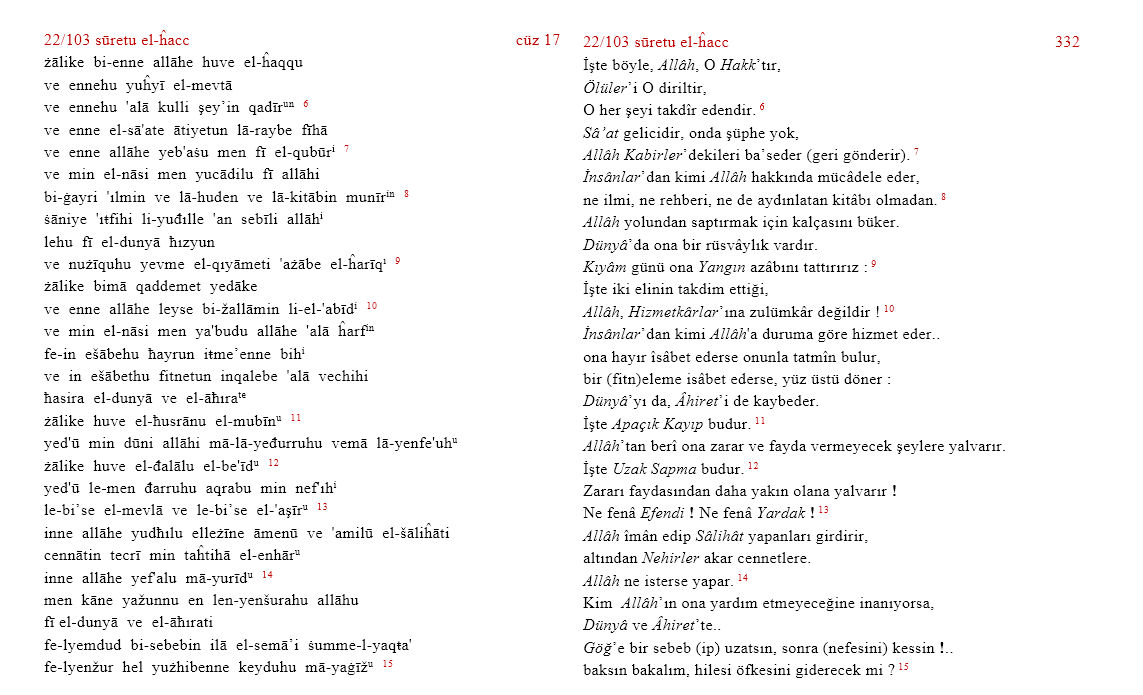 22/103 sūretu el-ĥacc cüz 17
żālike bi-enne allāhe huve el-ĥaqqu
ve ennehu yuĥyī el-mevtā
ve ennehu 'alā kulli şey’in qadīrᵘⁿ ⁶
ve enne el-sā'ate ātiyetun lā-raybe fīhā
ve enne allāhe yeb'aśu men fī el-qubūrⁱ ⁷
ve min el-nāsi men yucādilu fī allāhi
bi-ġayri 'ılmin ve lā-huden ve lā-kitābin munīrⁱⁿ ⁸
śāniye 'ıŧfihi li-yuđılle 'an sebīli allāhⁱ
lehu fī el-dunyā ħızyun
ve nużīquhu yevme el-qıyāmeti 'ażābe el-ĥarīqⁱ ⁹
żālike bimā qaddemet yedāke
ve enne allāhe leyse bi-žallāmin li-el-'abīdⁱ ¹⁰
ve min el-nāsi men ya'budu allāhe 'alā ĥarfⁱⁿ
fe-in ešābehu ħayrun iŧme’enne bihⁱ
ve in ešābethu fitnetun inqalebe 'alā vechihi
ħasira el-dunyā ve el-āħıraᵗᵉ
żālike huve el-ħusrānu el-mubīnᵘ ¹¹
yed'ū min dūni allāhi mā-lā-yeđurruhu vemā lā-yenfe'uhᵘ
żālike huve el-đalālu el-be'īdᵘ ¹²
yed'ū le-men đarruhu aqrabu min nef'ıhⁱ
le-bi’se el-mevlā ve le-bi’se el-'aşīrᵘ ¹³
inne allāhe yudħılu elleżīne āmenū ve 'amilū el-šāliĥāti
cennātin tecrī min taĥtihā el-enhārᵘ
inne allāhe yef'alu mā-yurīdᵘ ¹⁴
men kāne yažunnu en len-yenšurahu allāhu
fī el-dunyā ve el-āħırati
fe-lyemdud bi-sebebin ilā el-semā’i śumme-l-yaqŧa'
fe-lyenžur hel yużhibenne keyduhu mā-yaġīžᵘ ¹⁵
22/103 sūretu el-ĥacc 332
İşte böyle, Allâh, O Hakk’tır,
Ölüler’i O diriltir,
O her şeyi takdîr edendir. ⁶
Sâ’at gelicidir, onda şüphe yok,
Allâh Kabirler’dekileri ba’seder (geri gönderir). ⁷
İnsânlar’dan kimi Allâh hakkında mücâdele eder,
ne ilmi, ne rehberi, ne de aydınlatan kitâbı olmadan. ⁸
Allâh yolundan saptırmak için kalçasını büker.
Dünyâ’da ona bir rüsvâylık vardır.
Kıyâm günü ona Yangın azâbını tattırırız : ⁹
İşte iki elinin takdim ettiği,
Allâh, Hizmetkârlar’ına zulümkâr değildir ! ¹⁰
İnsânlar’dan kimi Allâh'a duruma göre hizmet eder..
ona hayır îsâbet ederse onunla tatmîn bulur,
bir (fitn)eleme isâbet ederse, yüz üstü döner :
Dünyâ’yı da, Âhiret’i de kaybeder.
İşte Apaçık Kayıp budur. ¹¹
Allâh’tan berî ona zarar ve fayda vermeyecek şeylere yalvarır.
İşte Uzak Sapma budur. ¹²
Zararı faydasından daha yakın olana yalvarır !
Ne fenâ Efendi ! Ne fenâ Yardak ! ¹³
Allâh îmân edip Sâlihât yapanları girdirir,
altından Nehirler akar cennetlere.
Allâh ne isterse yapar. ¹⁴
Kim Allâh’ın ona yardım etmeyeceğine inanıyorsa,
Dünyâ ve Âhiret’te..
Göğ’e bir sebeb (ip) uzatsın, sonra (nefesini) kessin !..
baksın bakalım, hilesi öfkesini giderecek mi ? ¹⁵